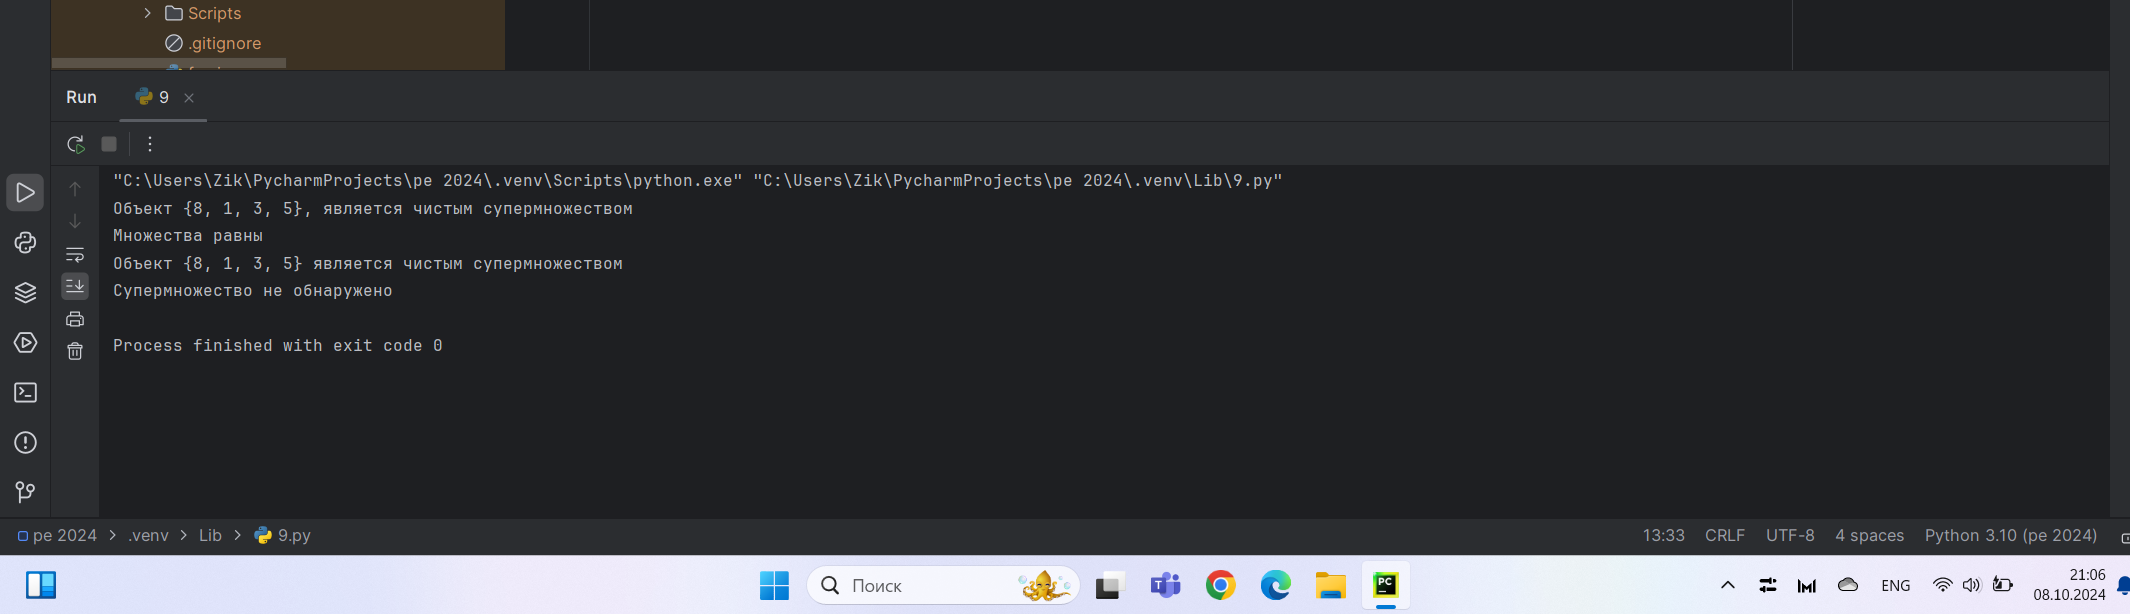 Scripts
.gitignore
Run
9
"C:\Users\Zik\PycharmProjects\pe 2024\.venv\Scripts\python.exe" "C:\Users\Zik\PycharmProjects\pe 2024\.venv\Lib\9.py"
Объект {8, 1, 3, 5}, является чистым супермножеством
Множества равны
Объект {8, 1, 3, 5} является чистым супермножеством
Супермножество не обнаружено
Process finished with exit code 0
pe 2024 > .venv > Lib > 9.py
13:33 CRLF UTF-8 4 spaces Python 3.10 (pe 2024)
Поиск
T
PC
ENG
21:06
08.10.2024